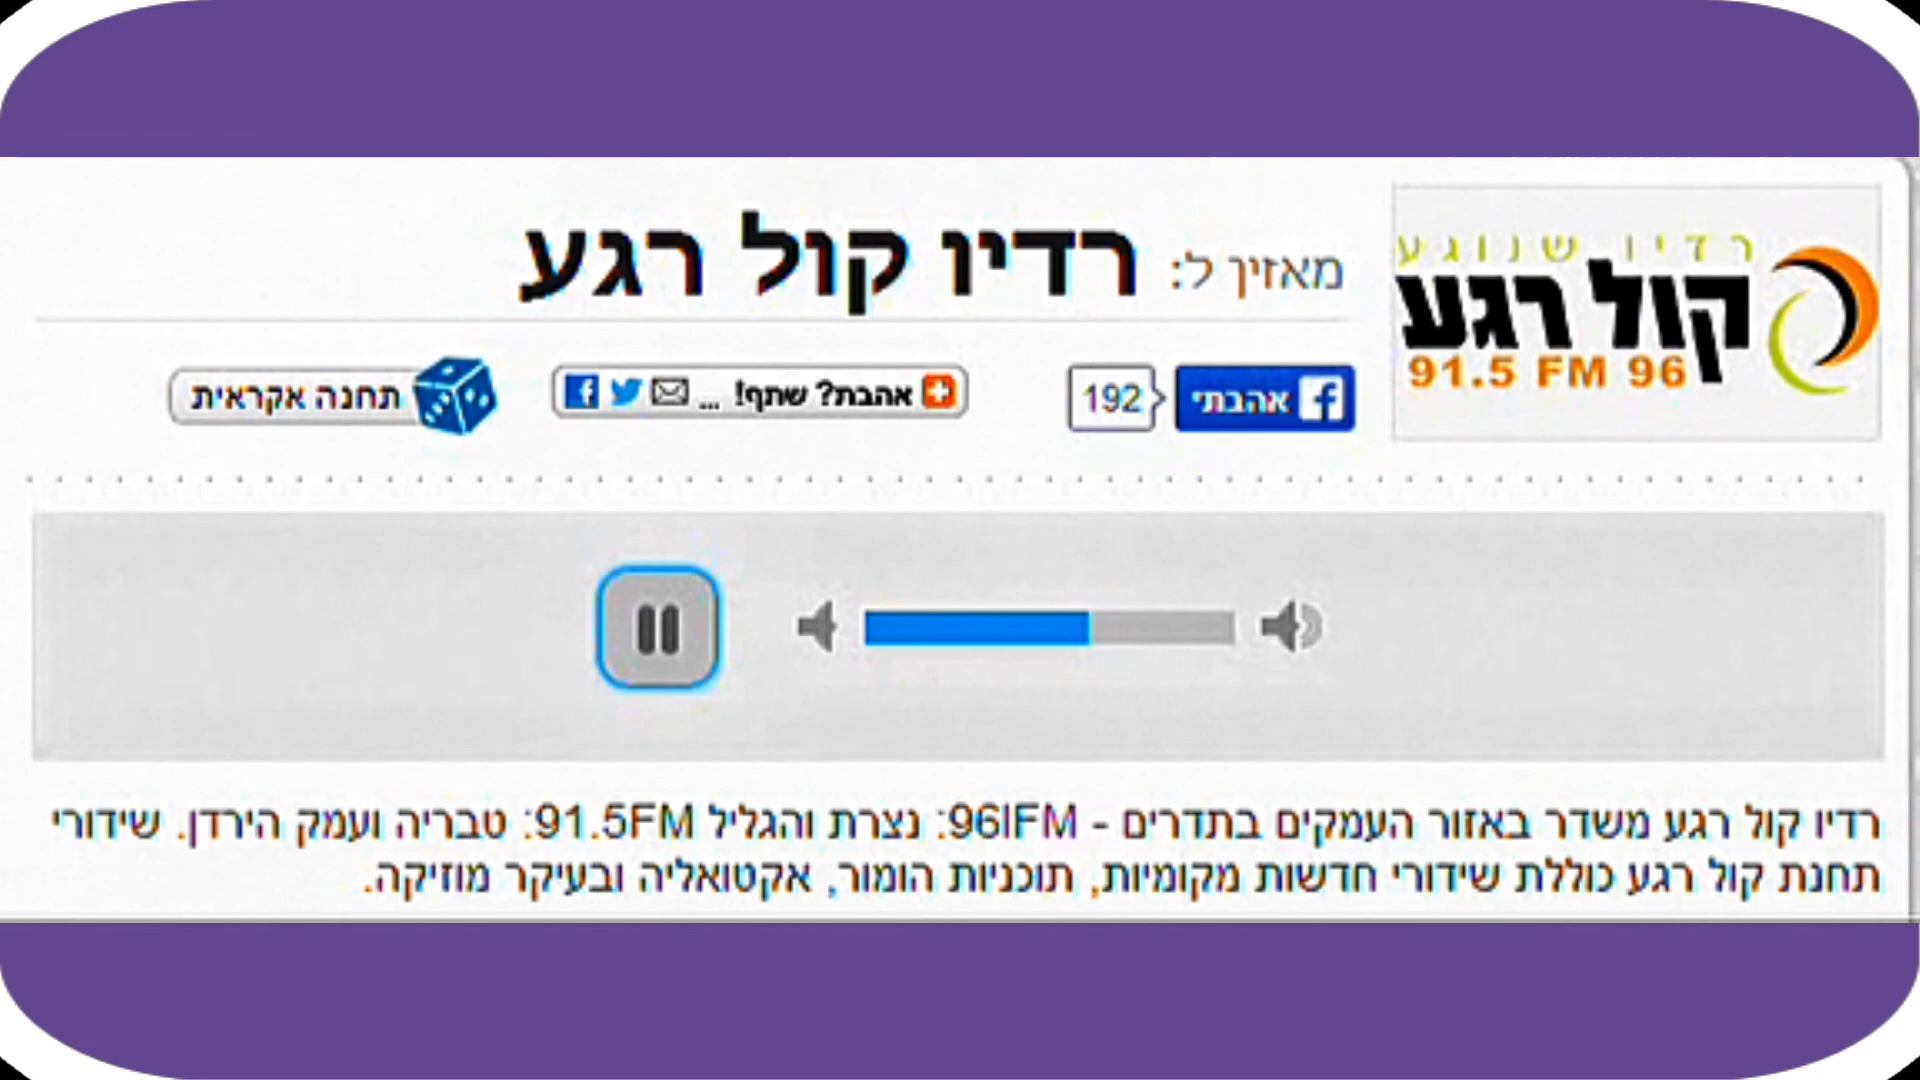 רדיו שנוגע
קול רגע
91.5 FM 96
מאזין ל: רדיו קול רגע
אהבתי 192
אהבת? שתף! ...
תחנה אקראית
רדיו קול רגע משדר באזור העמקים בתדרים - 96IFM: נצרת והגליל 91.5FM: טבריה ועמק הירדן. שידורי
תחנת קול רגע כוללת שידורי חדשות מקומיות, תוכניות הומור, אקטואליה ובעיקר מוזיקה.